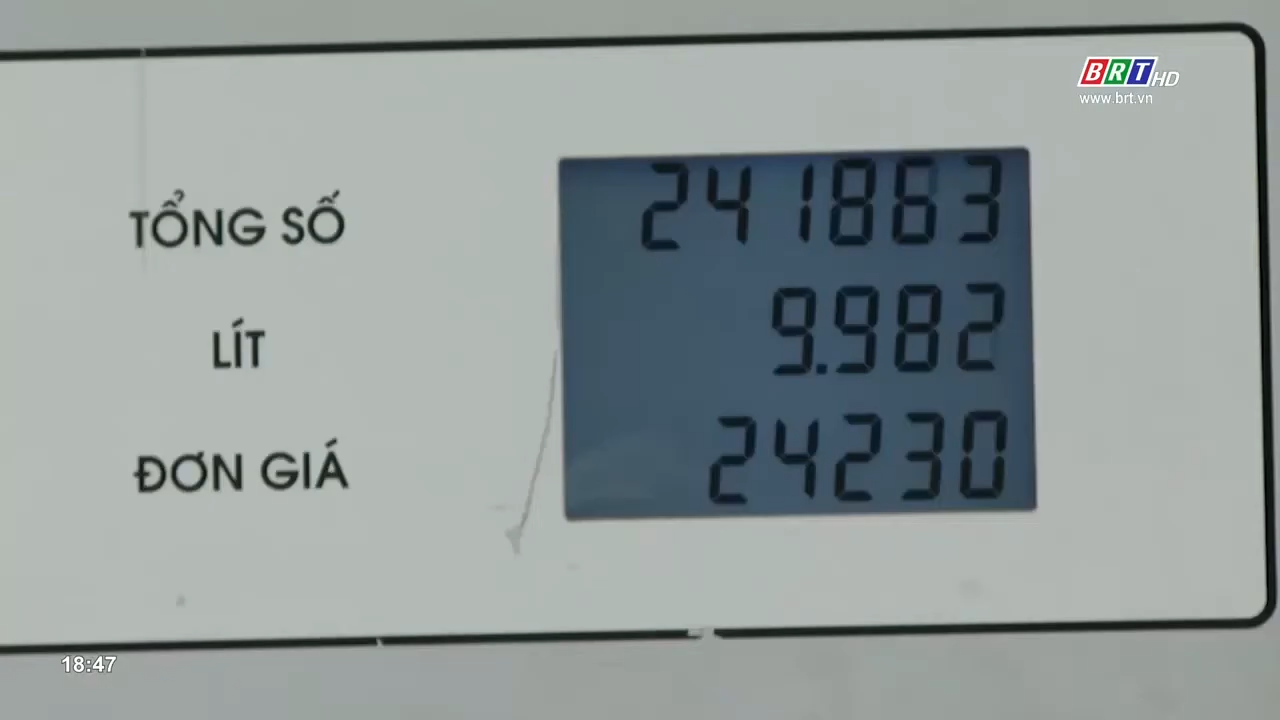 BRT HD
www.brt.vn
TỔNG SỐ 241863
LÍT 9.982
ĐƠN GIÁ 24230
18:47